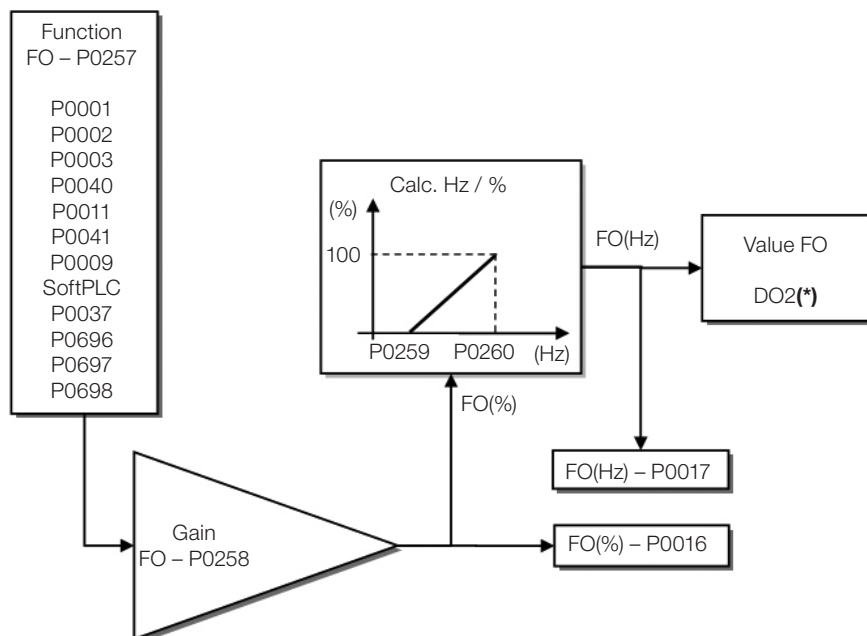 Function
FO – P0257
P0001
P0002
P0003
P0040
P0011
P0041
P0009
SoftPLC
P0037
P0696
P0697
P0698
Gain
FO – P0258
Calc. Hz / %
(%)
100
P0259 P0260 (Hz)
FO(%)
FO(Hz)
Value FO
DO2(*)
FO(Hz) – P0017
FO(%) – P0016